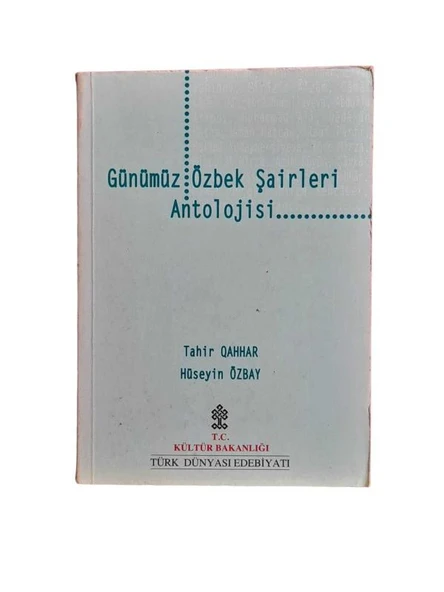 Günümüz Özbek Şairleri
Antolojisi
Tahir QAHHAR
Hüseyin ÖZBAY
T.C.
KÜLTÜR BAKANLIĞI
TÜRK DÜNYASI EDEBİYATI